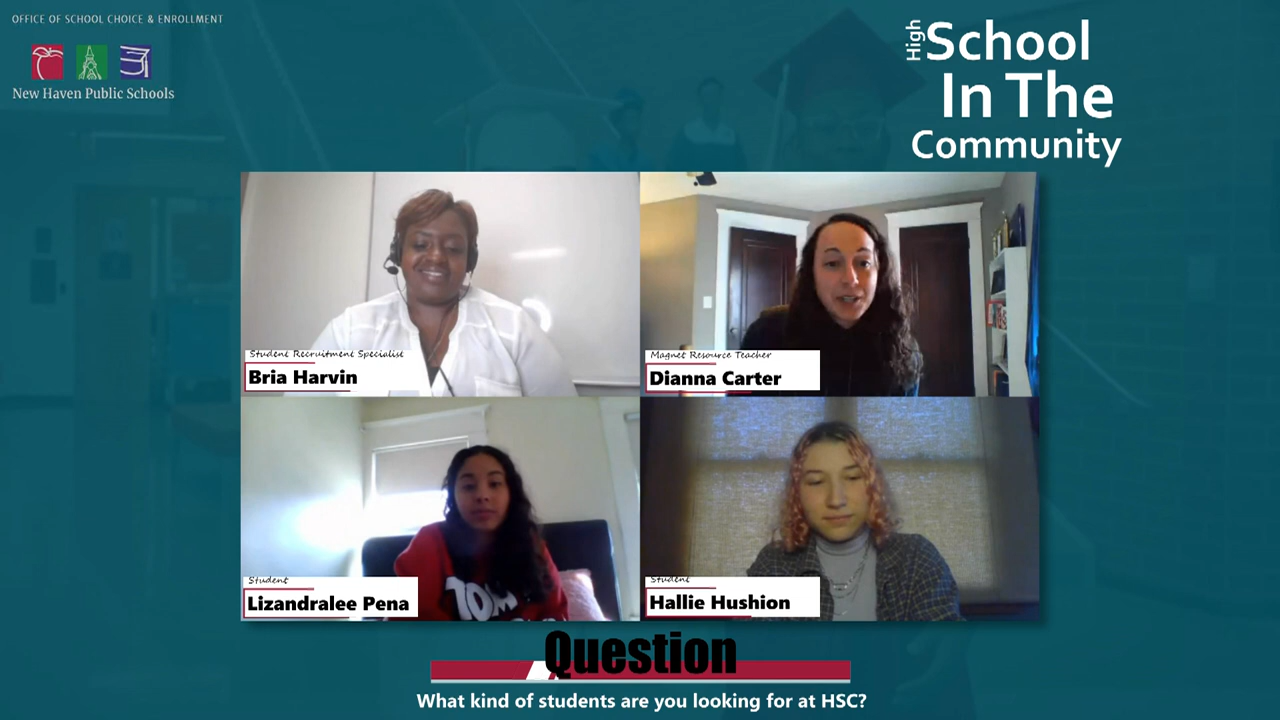 OFFICE OF SCHOOL CHOICE & ENROLLMENT
New Haven Public Schools
High School
In The
Community
Student Recruitment Specialist
Bria Harvin
Magnet Resource Teacher
Dianna Carter
Student
Lizandralee Pena
Student
Hallie Hushion
Question
What kind of students are you looking for at HSC?